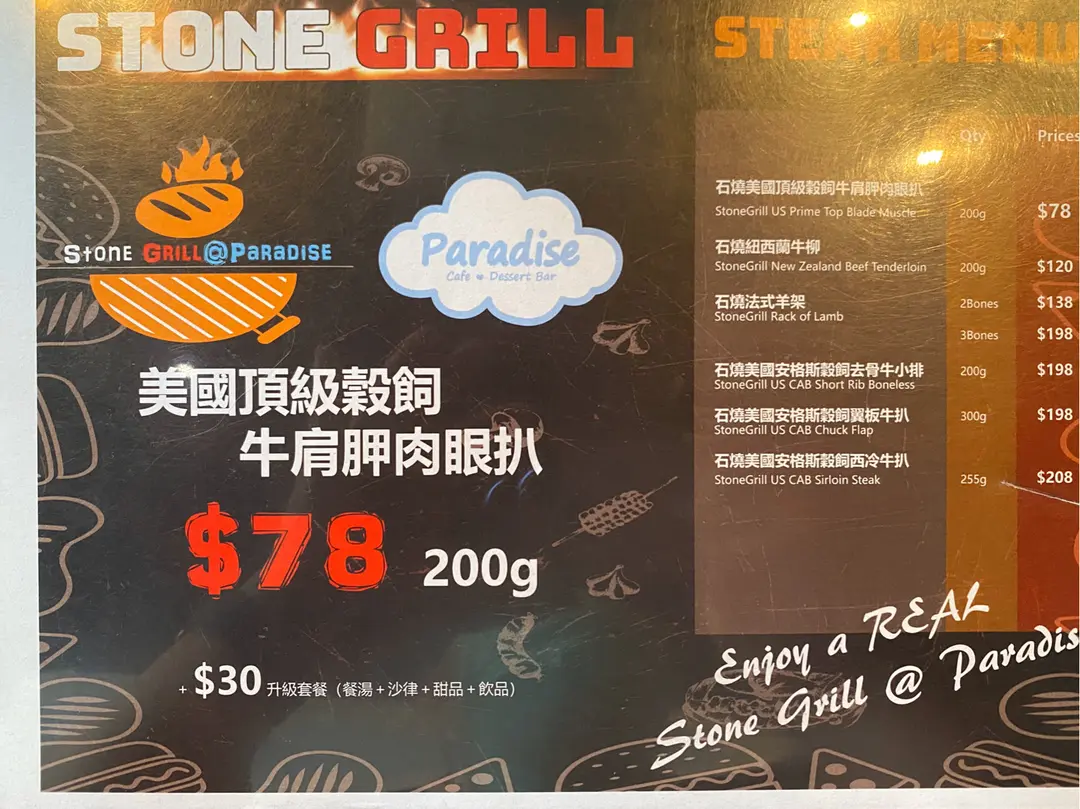 STONE GRILL
STEAK MENU
STONE GRILL@PARADISE
Paradise
Cafe Dessert Bar
美國頂級穀飼
牛肩胛肉眼扒
$78 200g
+ $30 升級套餐（餐湯+沙律+甜品+飲品）
Qty Prices
石燒美國頂級穀飼牛肩胛肉眼扒
StoneGrill US Prime Top Blade Muscle 200g $78
石燒紐西蘭牛柳
StoneGrill New Zealand Beef Tenderloin 200g $120
石燒法式羊架 2Bones $138
StoneGrill Rack of Lamb
3Bones $198
石燒美國安格斯穀飼去骨牛小排 200g $198
StoneGrill US CAB Short Rib Boneless
石燒美國安格斯穀飼翼板牛扒 300g $198
StoneGrill US CAB Chuck Flap
石燒美國安格斯穀飼西冷牛扒
StoneGrill US CAB Sirloin Steak 255g $208
Enjoy a REAL
Stone Grill @ Paradis